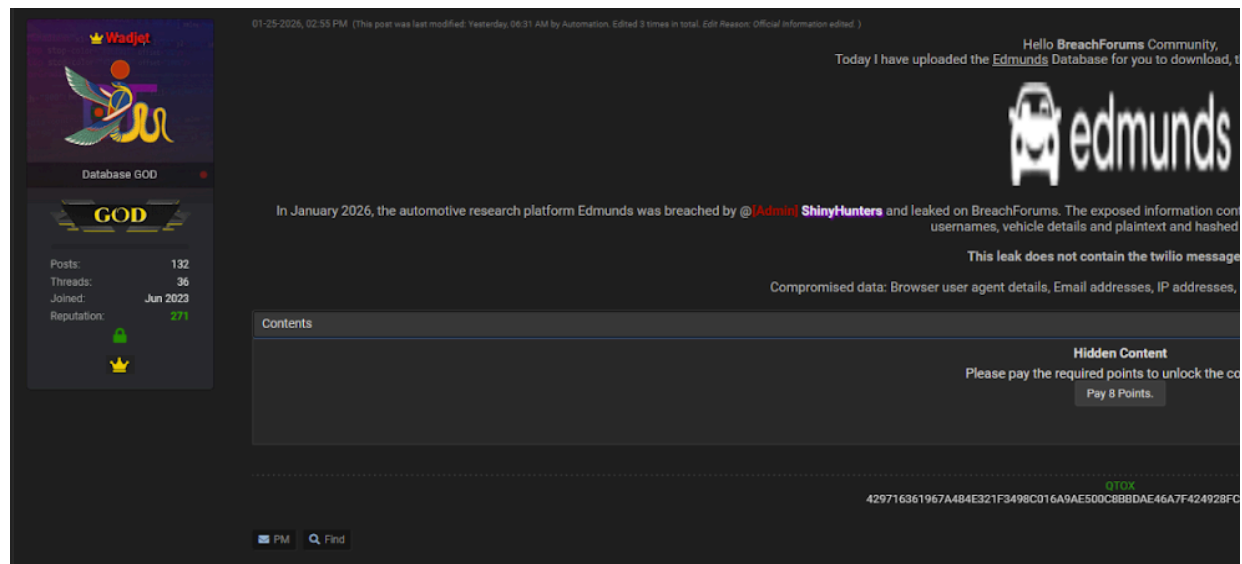 Wadjet
Database GOD
GOD
Posts: 132
Threads: 36
Joined: Jun 2023
Reputation: 271
01-25-2026, 02:55 PM (This post was last modified: Yesterday, 06:31 AM by Automation. Edited 3 times in total. Edit Reason: Official information edited. )
Hello BreachForums Community,
Today I have uploaded the Edmunds Database for you to download,
edmunds
In January 2026, the automotive research platform Edmunds was breached by @[Admin] ShinyHunters and leaked on BreachForums. The exposed information
usernames, vehicle details and plaintext and hashed
This leak does not contain the twilio message
Compromised data: Browser user agent details, Email addresses, IP addresses,
Contents
Hidden Content
Please pay the required points to unlock the
Pay 8 Points.
QTOX
429716361967A484E321F3498C016A9AE500C8BBDAE46A7F424928FC
PM Find